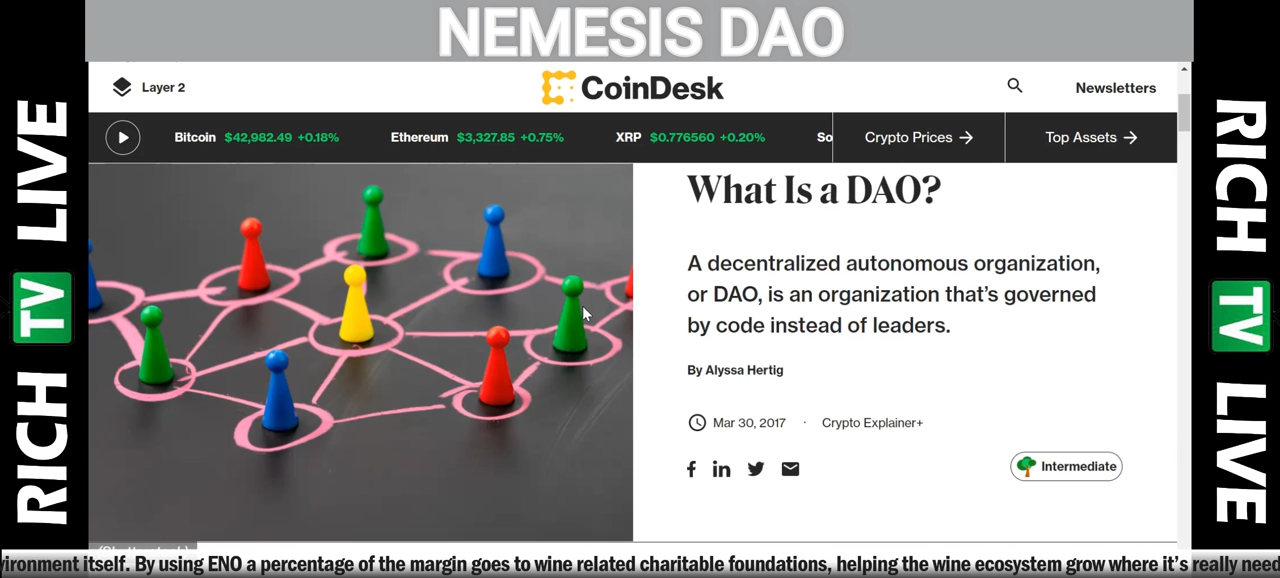 NEMESIS DAO
Layer 2
CoinDesk
Newsletters
Bitcoin $42,982.49 +0.18% Ethereum $3,327.85 +0.75% XRP $0.776560 +0.20% So
Crypto Prices →
Top Assets →
What Is a DAO?
A decentralized autonomous organization,
or DAO, is an organization that's governed
by code instead of leaders.
By Alyssa Hertig
Mar 30, 2017 · Crypto Explainer+
Intermediate
RICH TV LIVE
RICH TV LIVE
ironment itself. By using ENO a percentage of the margin goes to wine related charitable foundations, helping the wine ecosystem grow where it's really need